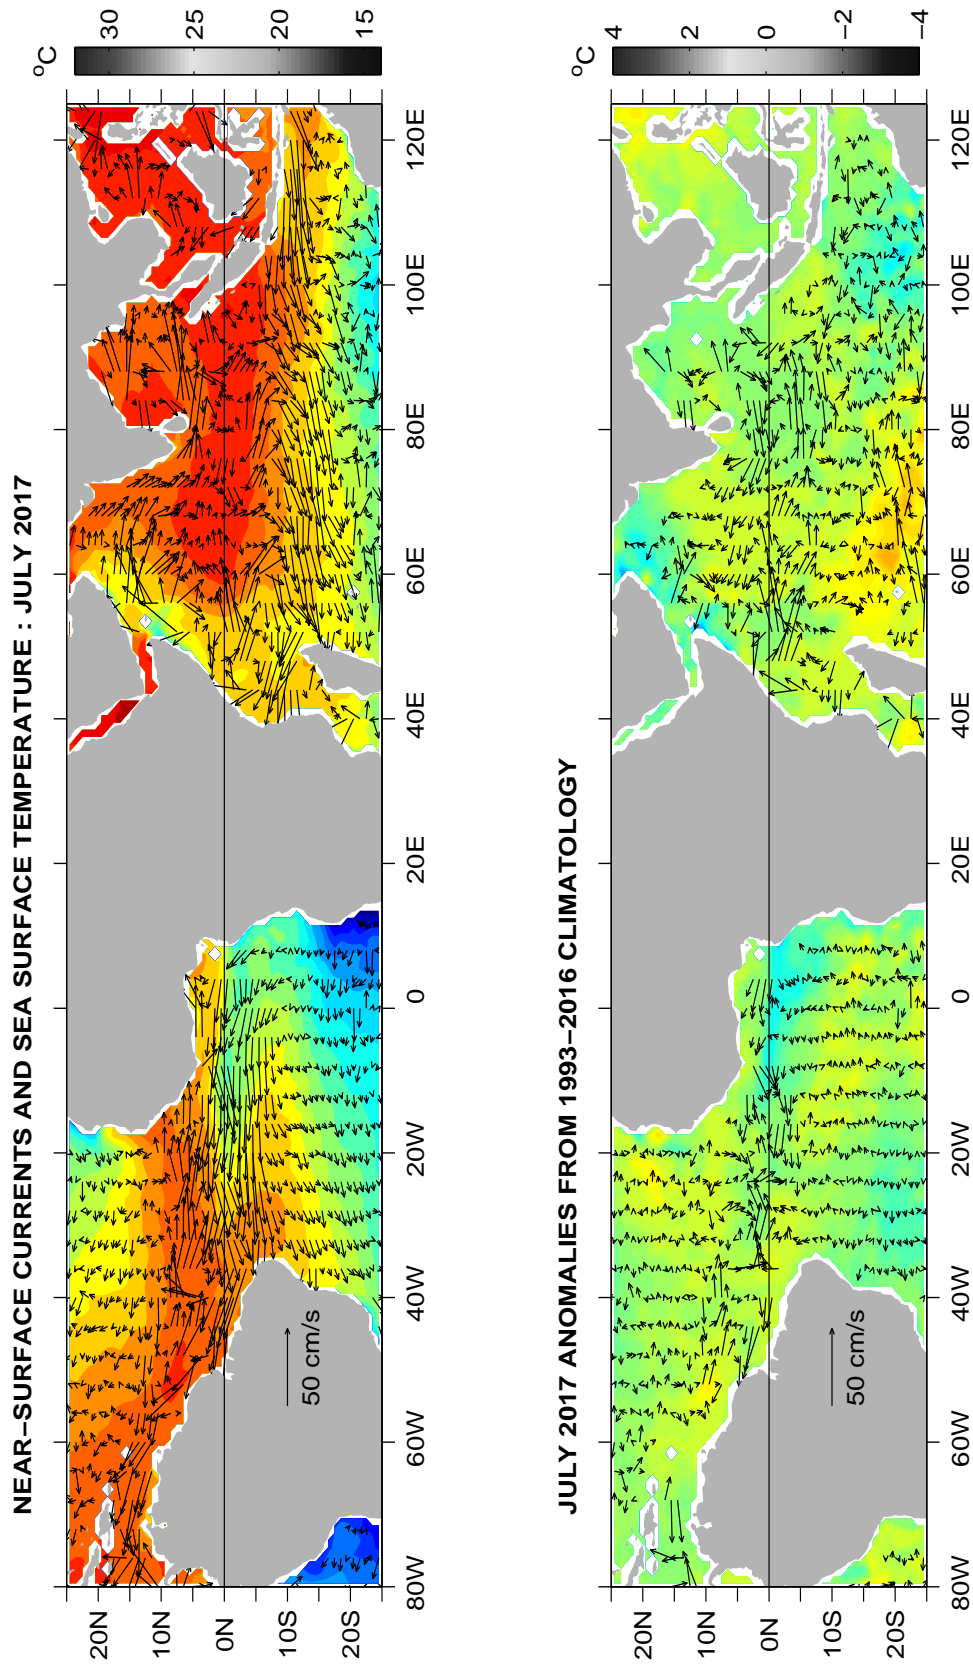 NEAR–SURFACE CURRENTS AND SEA SURFACE TEMPERATURE : JULY 2017
20N
10N
0N
10S
20S
50 cm/s
80W
60W
40W
20W
0
20E
40E
60E
80E
100E
120E
°C
30
25
20
15
JULY 2017 ANOMALIES FROM 1993–2016 CLIMATOLOGY
20N
10N
0N
10S
20S
50 cm/s
80W
60W
40W
20W
0
20E
40E
60E
80E
100E
120E
°C
4
2
0
−2
−4